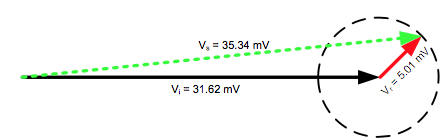 Vs = 35.34 mV
Vi = 31.62 mV
Vr = 5.01 mV